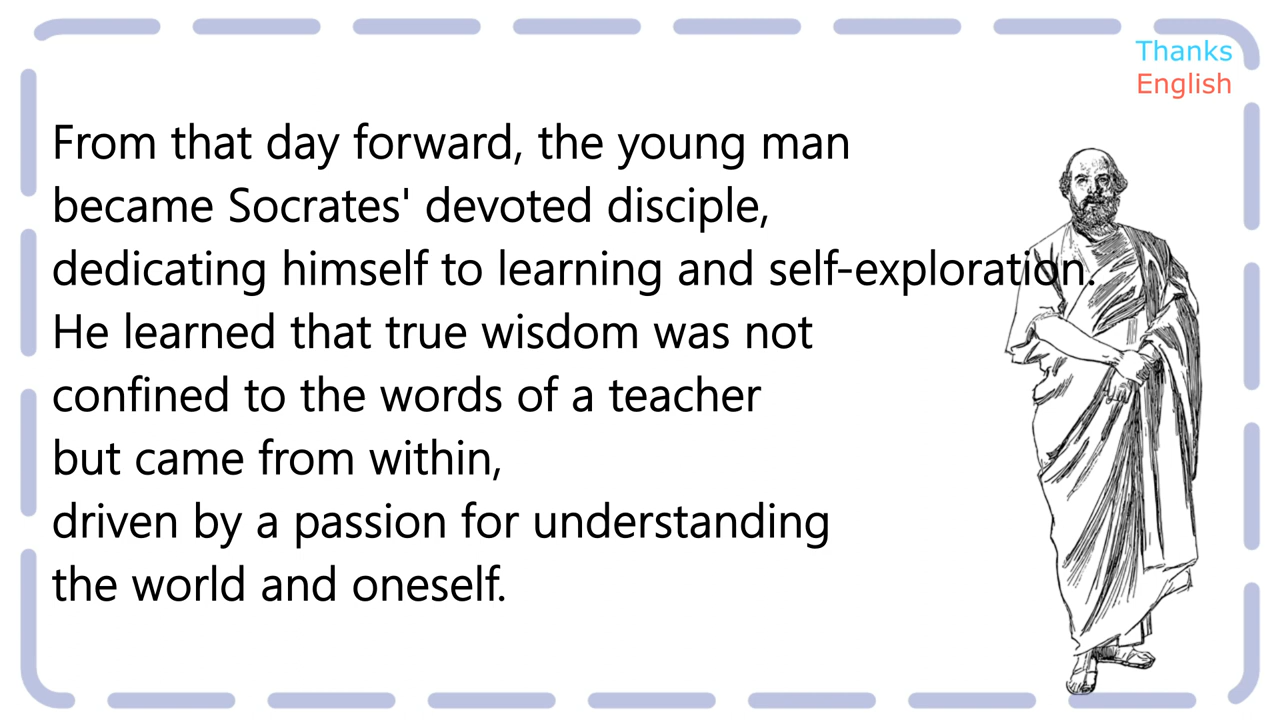 Thanks
English
From that day forward, the young man
became Socrates' devoted disciple,
dedicating himself to learning and self-exploration.
He learned that true wisdom was not
confined to the words of a teacher
but came from within,
driven by a passion for understanding
the world and oneself.